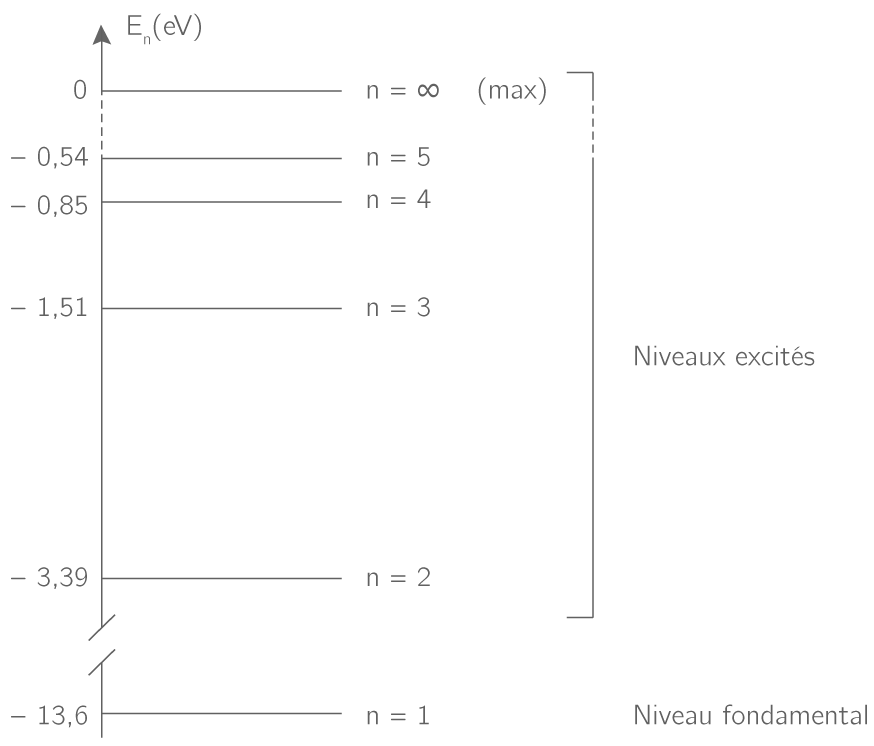 Eₙ(eV)
0 n = ∞ (max)
– 0,54 n = 5
– 0,85 n = 4
– 1,51 n = 3
Niveaux excités
– 3,39 n = 2
– 13,6 n = 1 Niveau fondamental